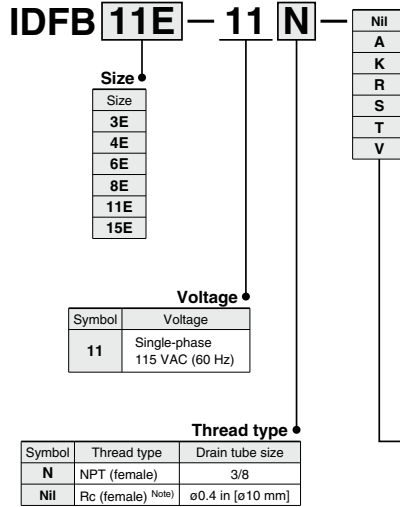 IDFB 11E — 11 N —
Nil
A
K
R
S
T
V
Size
Size
3E
4E
6E
8E
11E
15E
Voltage
Symbol Voltage
11 Single-phase
115 VAC (60 Hz)
Thread type
Symbol Thread type Drain tube size
N NPT (female) 3/8
Nil Rc (female) Note) ø0.4 in [ø10 mm]